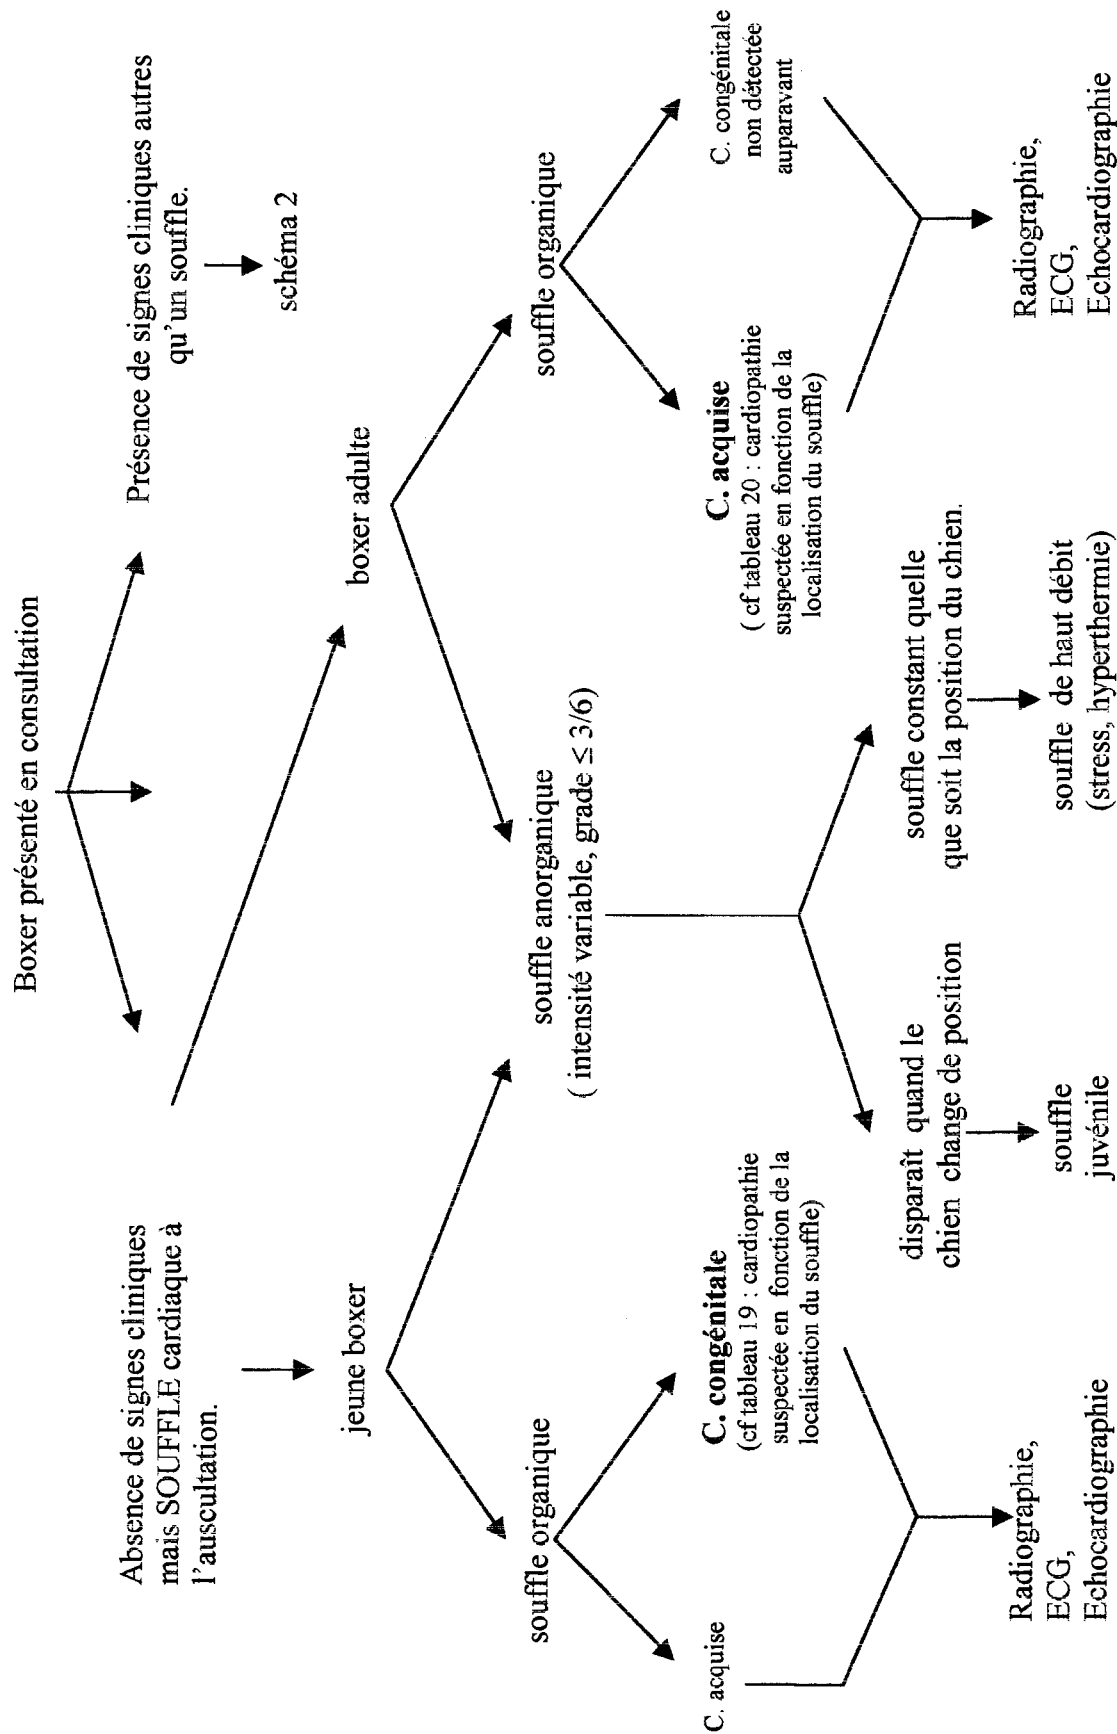 Boxer présenté en consultation
Absence de signes cliniques
mais SOUFFLE cardiaque à
l'auscultation.
Présence de signes cliniques autres
qu'un souffle.
schéma 2
jeune boxer
boxer adulte
souffle organique
souffle anorganique
( intensité variable, grade ≤ 3/6)
souffle organique
C. acquise
C. congénitale
(cf tableau 19 : cardiopathie
suspectée en fonction de la
localisation du souffle)
C. acquise
( cf tableau 20 : cardiopathie
suspectée en fonction de la
localisation du souffle)
C. congénitale
non détectée
auparavant
disparaît quand le
chien change de position
souffle constant quelle
que soit la position du chien.
Radiographie,
ECG,
Echocardiographie
souffle
juvénile
souffle de haut débit
(stress, hyperthermie)
Radiographie,
ECG,
Echocardiographie